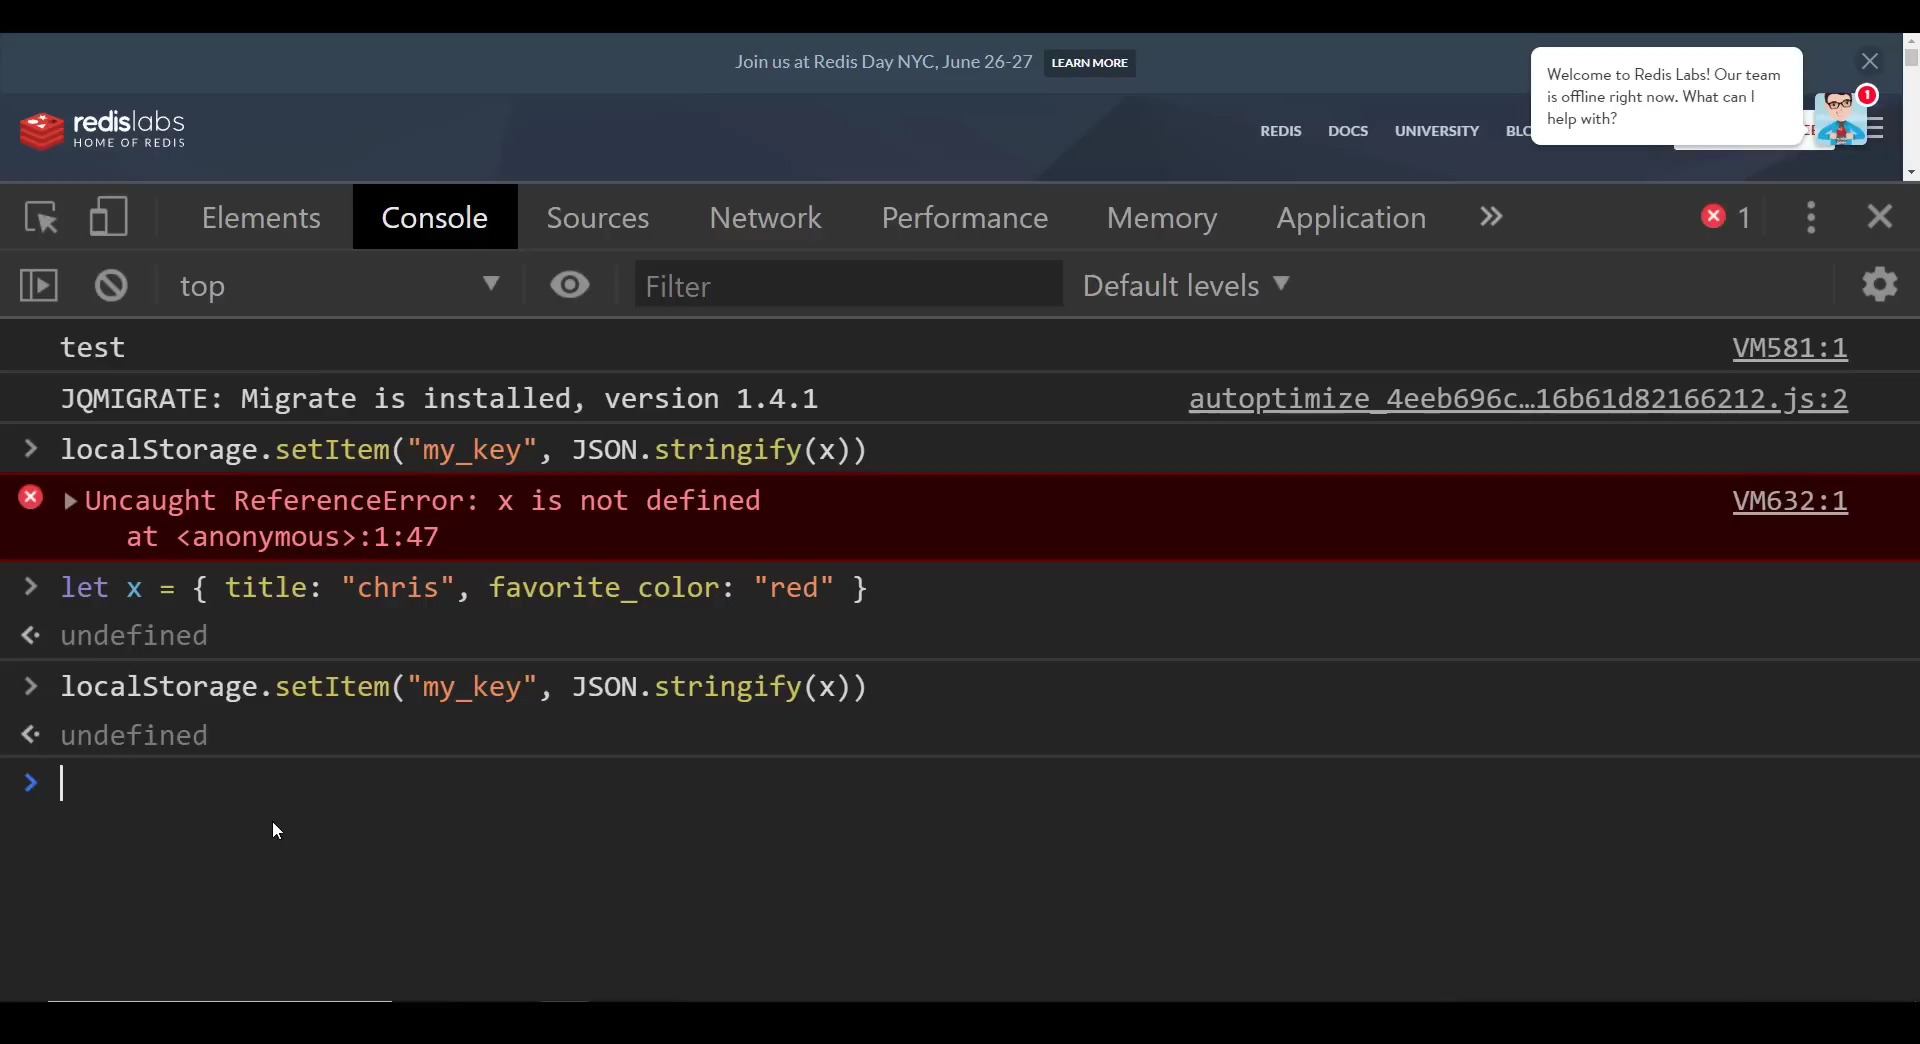 Join us at Redis Day NYC, June 26-27 LEARN MORE
Welcome to Redis Labs! Our team
is offline right now. What can I
help with?
1
redislabs
HOME OF REDIS
REDIS DOCS UNIVERSITY
Elements Console Sources Network Performance Memory Application » 1
top Filter Default levels
test VM581:1
JQMIGRATE: Migrate is installed, version 1.4.1 autoptimize_4eeb696c…16b61d82166212.js:2
> localStorage.setItem("my_key", JSON.stringify(x))
Uncaught ReferenceError: x is not defined VM632:1
at <anonymous>:1:47
> let x = { title: "chris", favorite_color: "red" }
undefined
> localStorage.setItem("my_key", JSON.stringify(x))
undefined
>